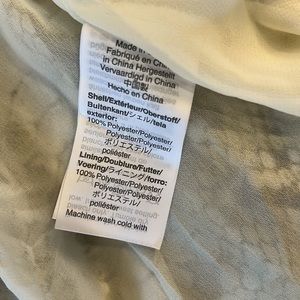 Made in China
Fabriqué en China
in China Hergestellt
Vervaardigd in China
中国製
Hecho en China
Shell/Extérieur/Oberstoff/
Buitenkant/シェル/tela
exterior:
100% Polyester/Polyester/
Polyester/Polyester/
ポリエステル/
poliéster
Lining/Doublure/Futter/
Voering/ライニング/forro:
100% Polyester/Polyester/
Polyester/Polyester/
ポリエステル/
poliéster
Machine wash cold with